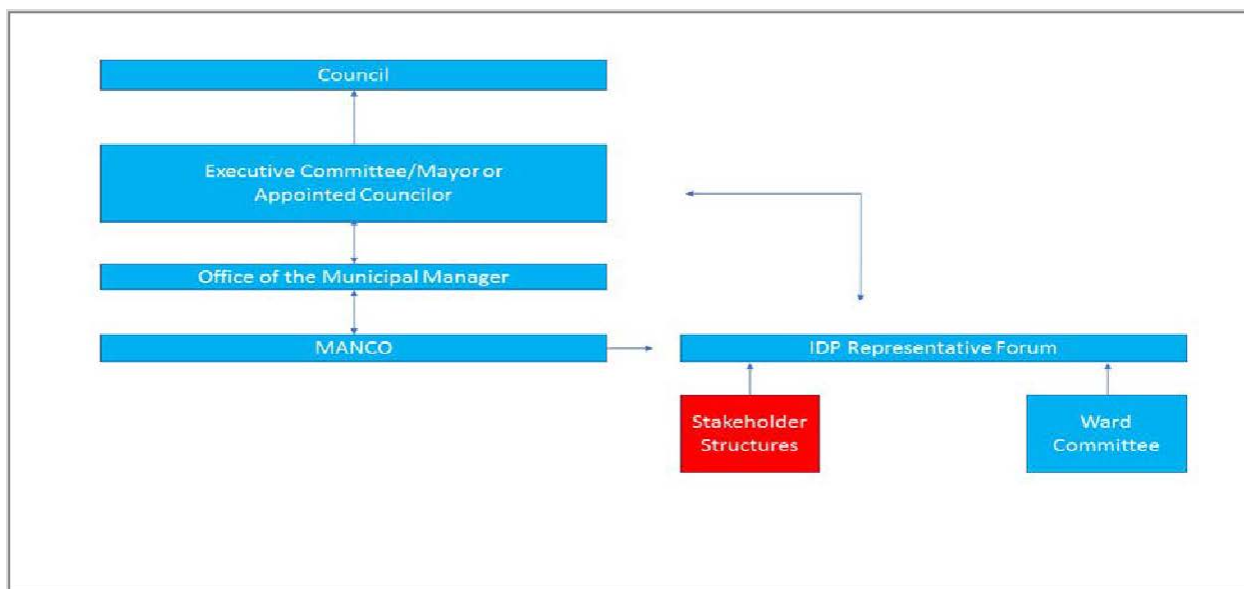 Council
Executive Committee/Mayor or
Appointed Councilor
Office of the Municipal Manager
MANCO
IDP Representative Forum
Stakeholder
Structures
Ward
Committee